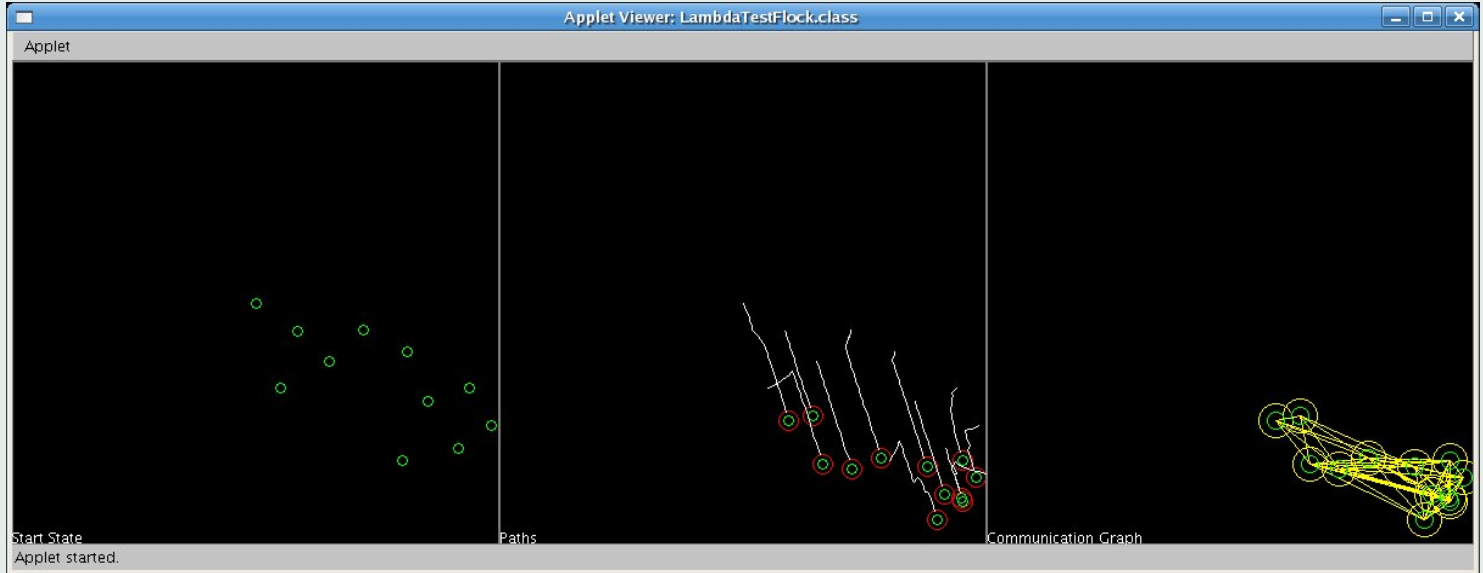 Applet Viewer: LambdaTestFlock.class
Applet
Start State
Paths
Communication Graph
Applet started.